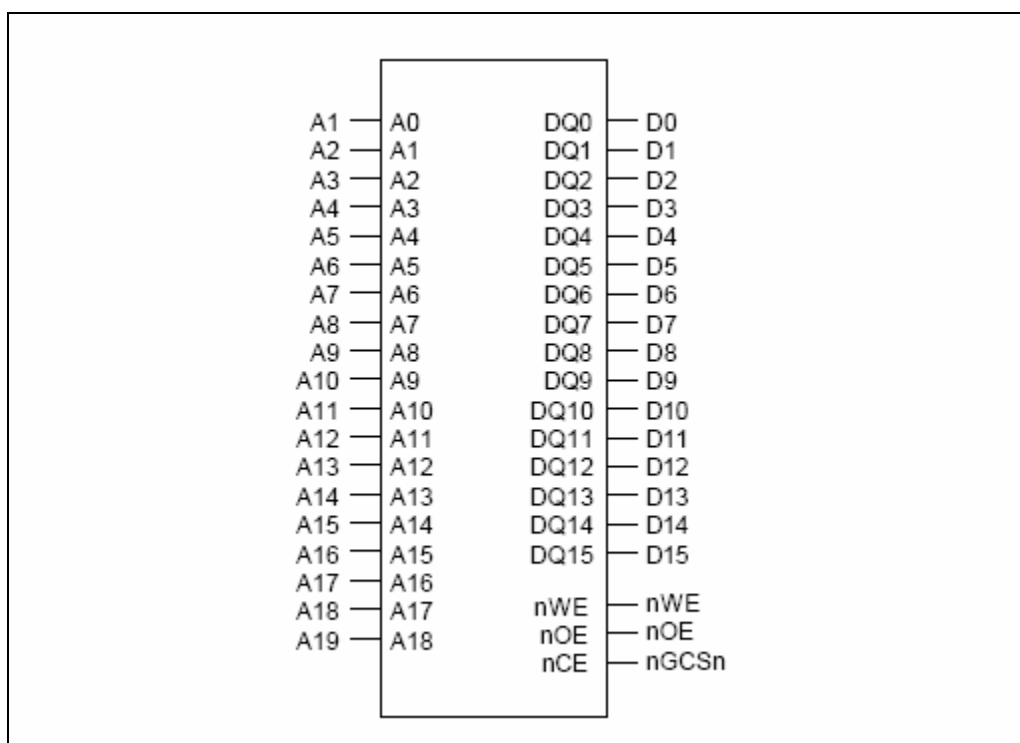 A1 A0 DQ0 D0
A2 A1 DQ1 D1
A3 A2 DQ2 D2
A4 A3 DQ3 D3
A5 A4 DQ4 D4
A6 A5 DQ5 D5
A7 A6 DQ6 D6
A8 A7 DQ7 D7
A9 A8 DQ8 D8
A10 A9 DQ9 D9
A11 A10 DQ10 D10
A12 A11 DQ11 D11
A13 A12 DQ12 D12
A14 A13 DQ13 D13
A15 A14 DQ14 D14
A16 A15 DQ15 D15
A17 A16
A18 A17 nWE nWE
A19 A18 nOE nOE
nCE nGCSn